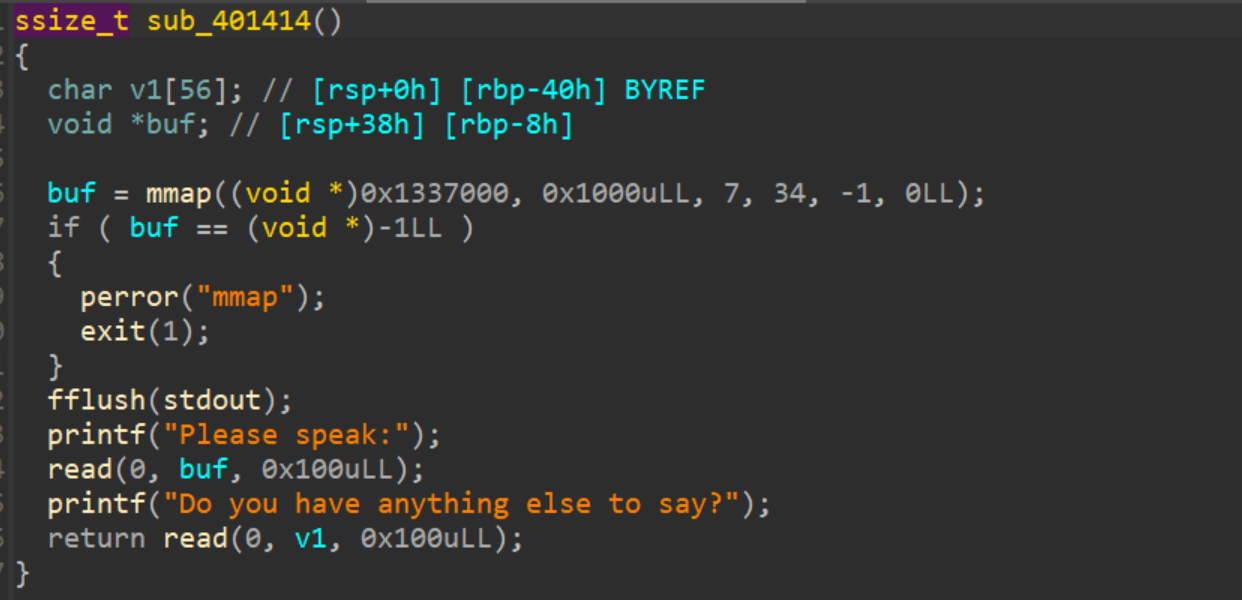 ssize_t sub_401414()
{
  char v1[56]; // [rsp+0h] [rbp-40h] BYREF
  void *buf; // [rsp+38h] [rbp-8h]

  buf = mmap((void *)0x1337000, 0x1000uLL, 7, 34, -1, 0LL);
  if ( buf == (void *)-1LL )
  {
    perror("mmap");
    exit(1);
  }
  fflush(stdout);
  printf("Please speak:");
  read(0, buf, 0x100uLL);
  printf("Do you have anything else to say?");
  return read(0, v1, 0x100uLL);
}